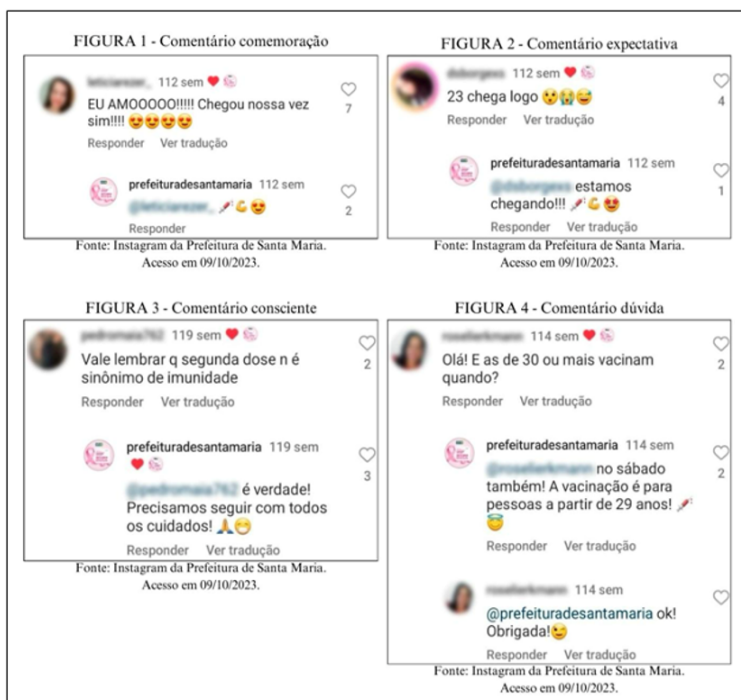 FIGURA 1 - Comentário comemoração
112 sem ❤️
EU AMOOOOO!!!!! Chegou nossa vez
sim!!!! 😍😍😍😍
7
Responder Ver tradução
prefeituradesantamaria 112 sem
💉💪😍
2
Responder
Fonte: Instagram da Prefeitura de Santa Maria.
Acesso em 09/10/2023.
FIGURA 2 - Comentário expectativa
112 sem ❤️
23 chega logo 😲😭😅
4
Responder Ver tradução
prefeituradesantamaria 112 sem
estamos
chegando!!! 💉💪😍
1
Responder Ver tradução
Fonte: Instagram da Prefeitura de Santa Maria.
Acesso em 09/10/2023.
FIGURA 3 - Comentário consciente
119 sem ❤️
Vale lembrar q segunda dose n é
sinônimo de imunidade
2
Responder Ver tradução
prefeituradesantamaria 119 sem
❤️
é verdade!
Precisamos seguir com todos
os cuidados! 🙏😁
3
Responder Ver tradução
Fonte: Instagram da Prefeitura de Santa Maria.
Acesso em 09/10/2023.
FIGURA 4 - Comentário dúvida
114 sem ❤️
Olá! E as de 30 ou mais vacinam
quando?
2
Responder Ver tradução
prefeituradesantamaria 114 sem
no sábado
também! A vacinação é para
pessoas a partir de 29 anos! 💉
😇
2
Responder Ver tradução
114 sem
@prefeituradesantamaria ok!
Obrigada!😉
Responder Ver tradução
Fonte: Instagram da Prefeitura de Santa Maria.
Acesso em 09/10/2023.